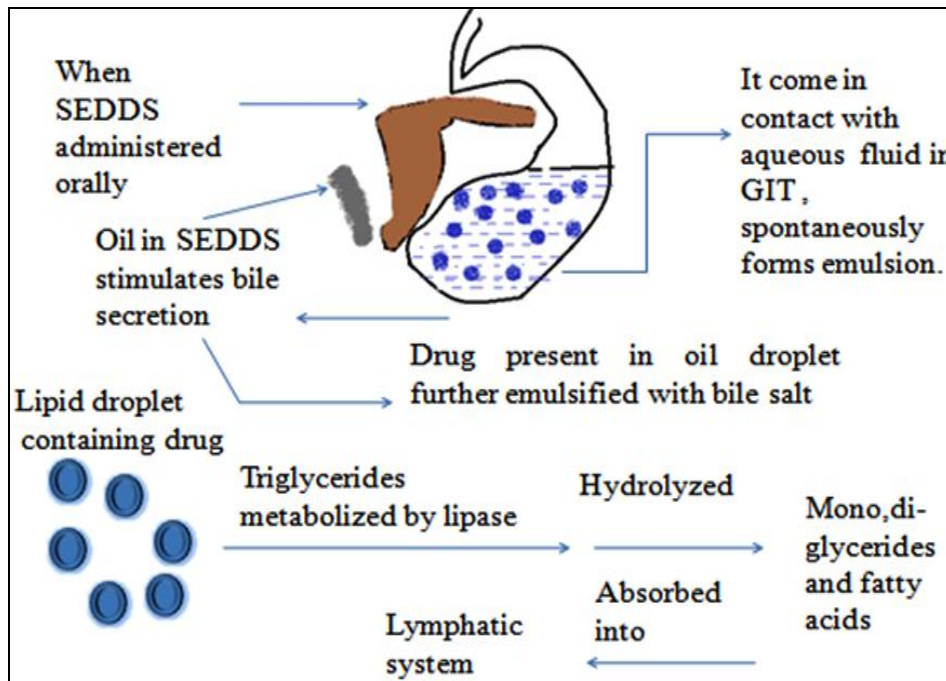 When
SEDDS
administered
orally
It come in
contact with
aqueous fluid in
GIT ,
spontaneously
forms emulsion.
Oil in SEDDS
stimulates bile
secretion
Drug present in oil droplet
further emulsified with bile salt
Lipid droplet
containing drug
Triglycerides
metabolized by lipase
Hydrolyzed
Mono,di-
glycerides
and fatty
acids
Absorbed
into
Lymphatic
system